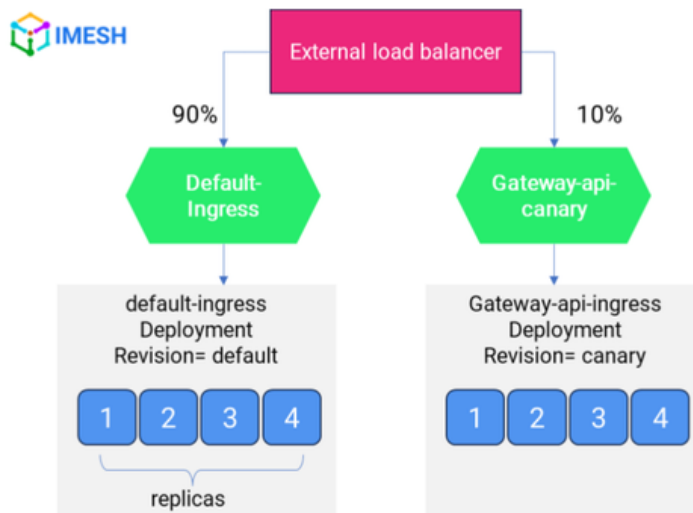 IMESH
External load balancer
90%
10%
Default-
Ingress
Gateway-api-
canary
default-ingress
Deployment
Revision= default
1 2 3 4
replicas
Gateway-api-ingress
Deployment
Revision= canary
1 2 3 4